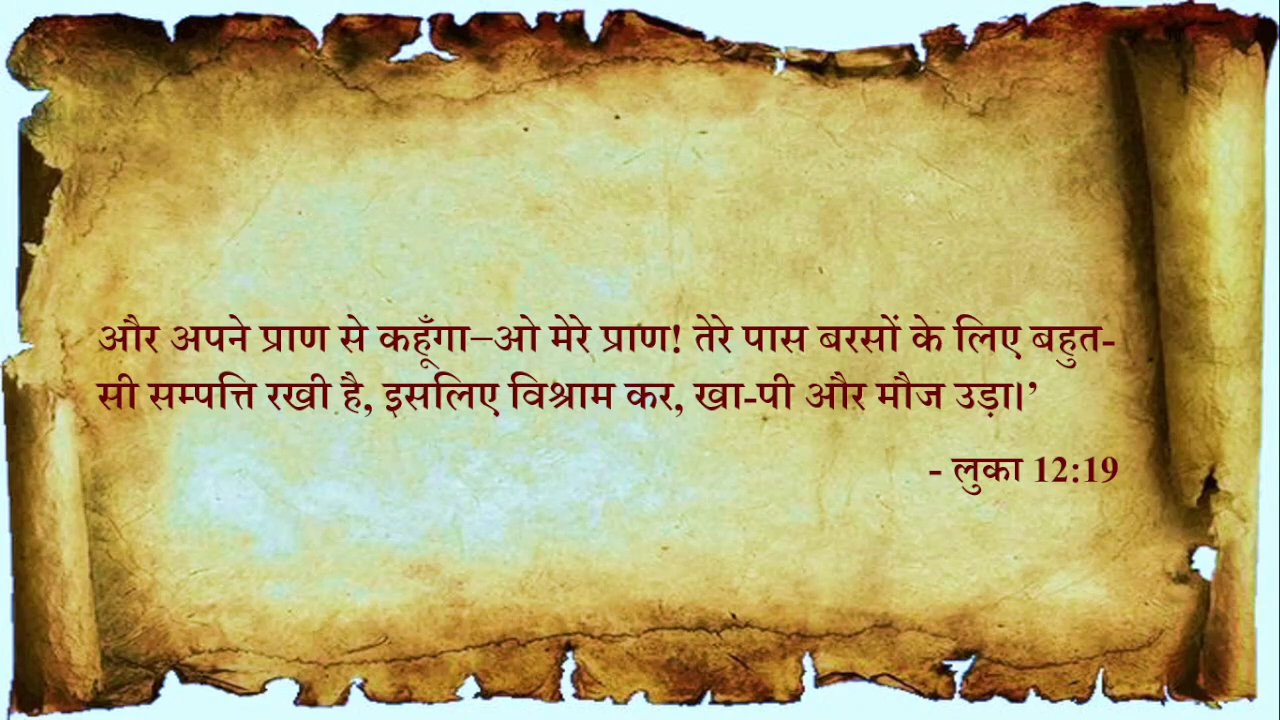 और अपने प्राण से कहूँगा–ओ मेरे प्राण! तेरे पास बरसों के लिए बहुत-
सी सम्पत्ति रखी है, इसलिए विश्राम कर, खा-पी और मौज उड़ा।’
- लुका 12:19